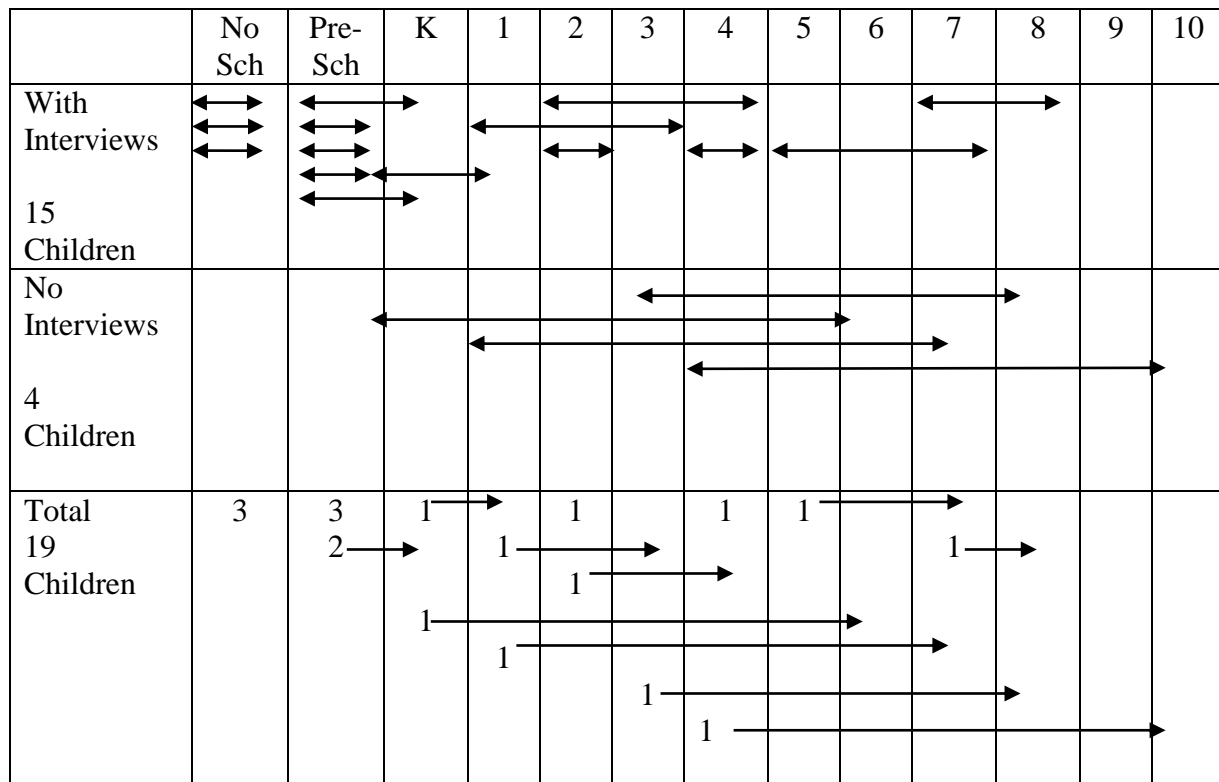 No Pre- K 1 2 3 4 5 6 7 8 9 10
Sch Sch
With
Interviews
15
Children
No
Interviews
4
Children
Total 3 3 1 1 1 1
19 2 1 1
Children 1
1
1
1
1